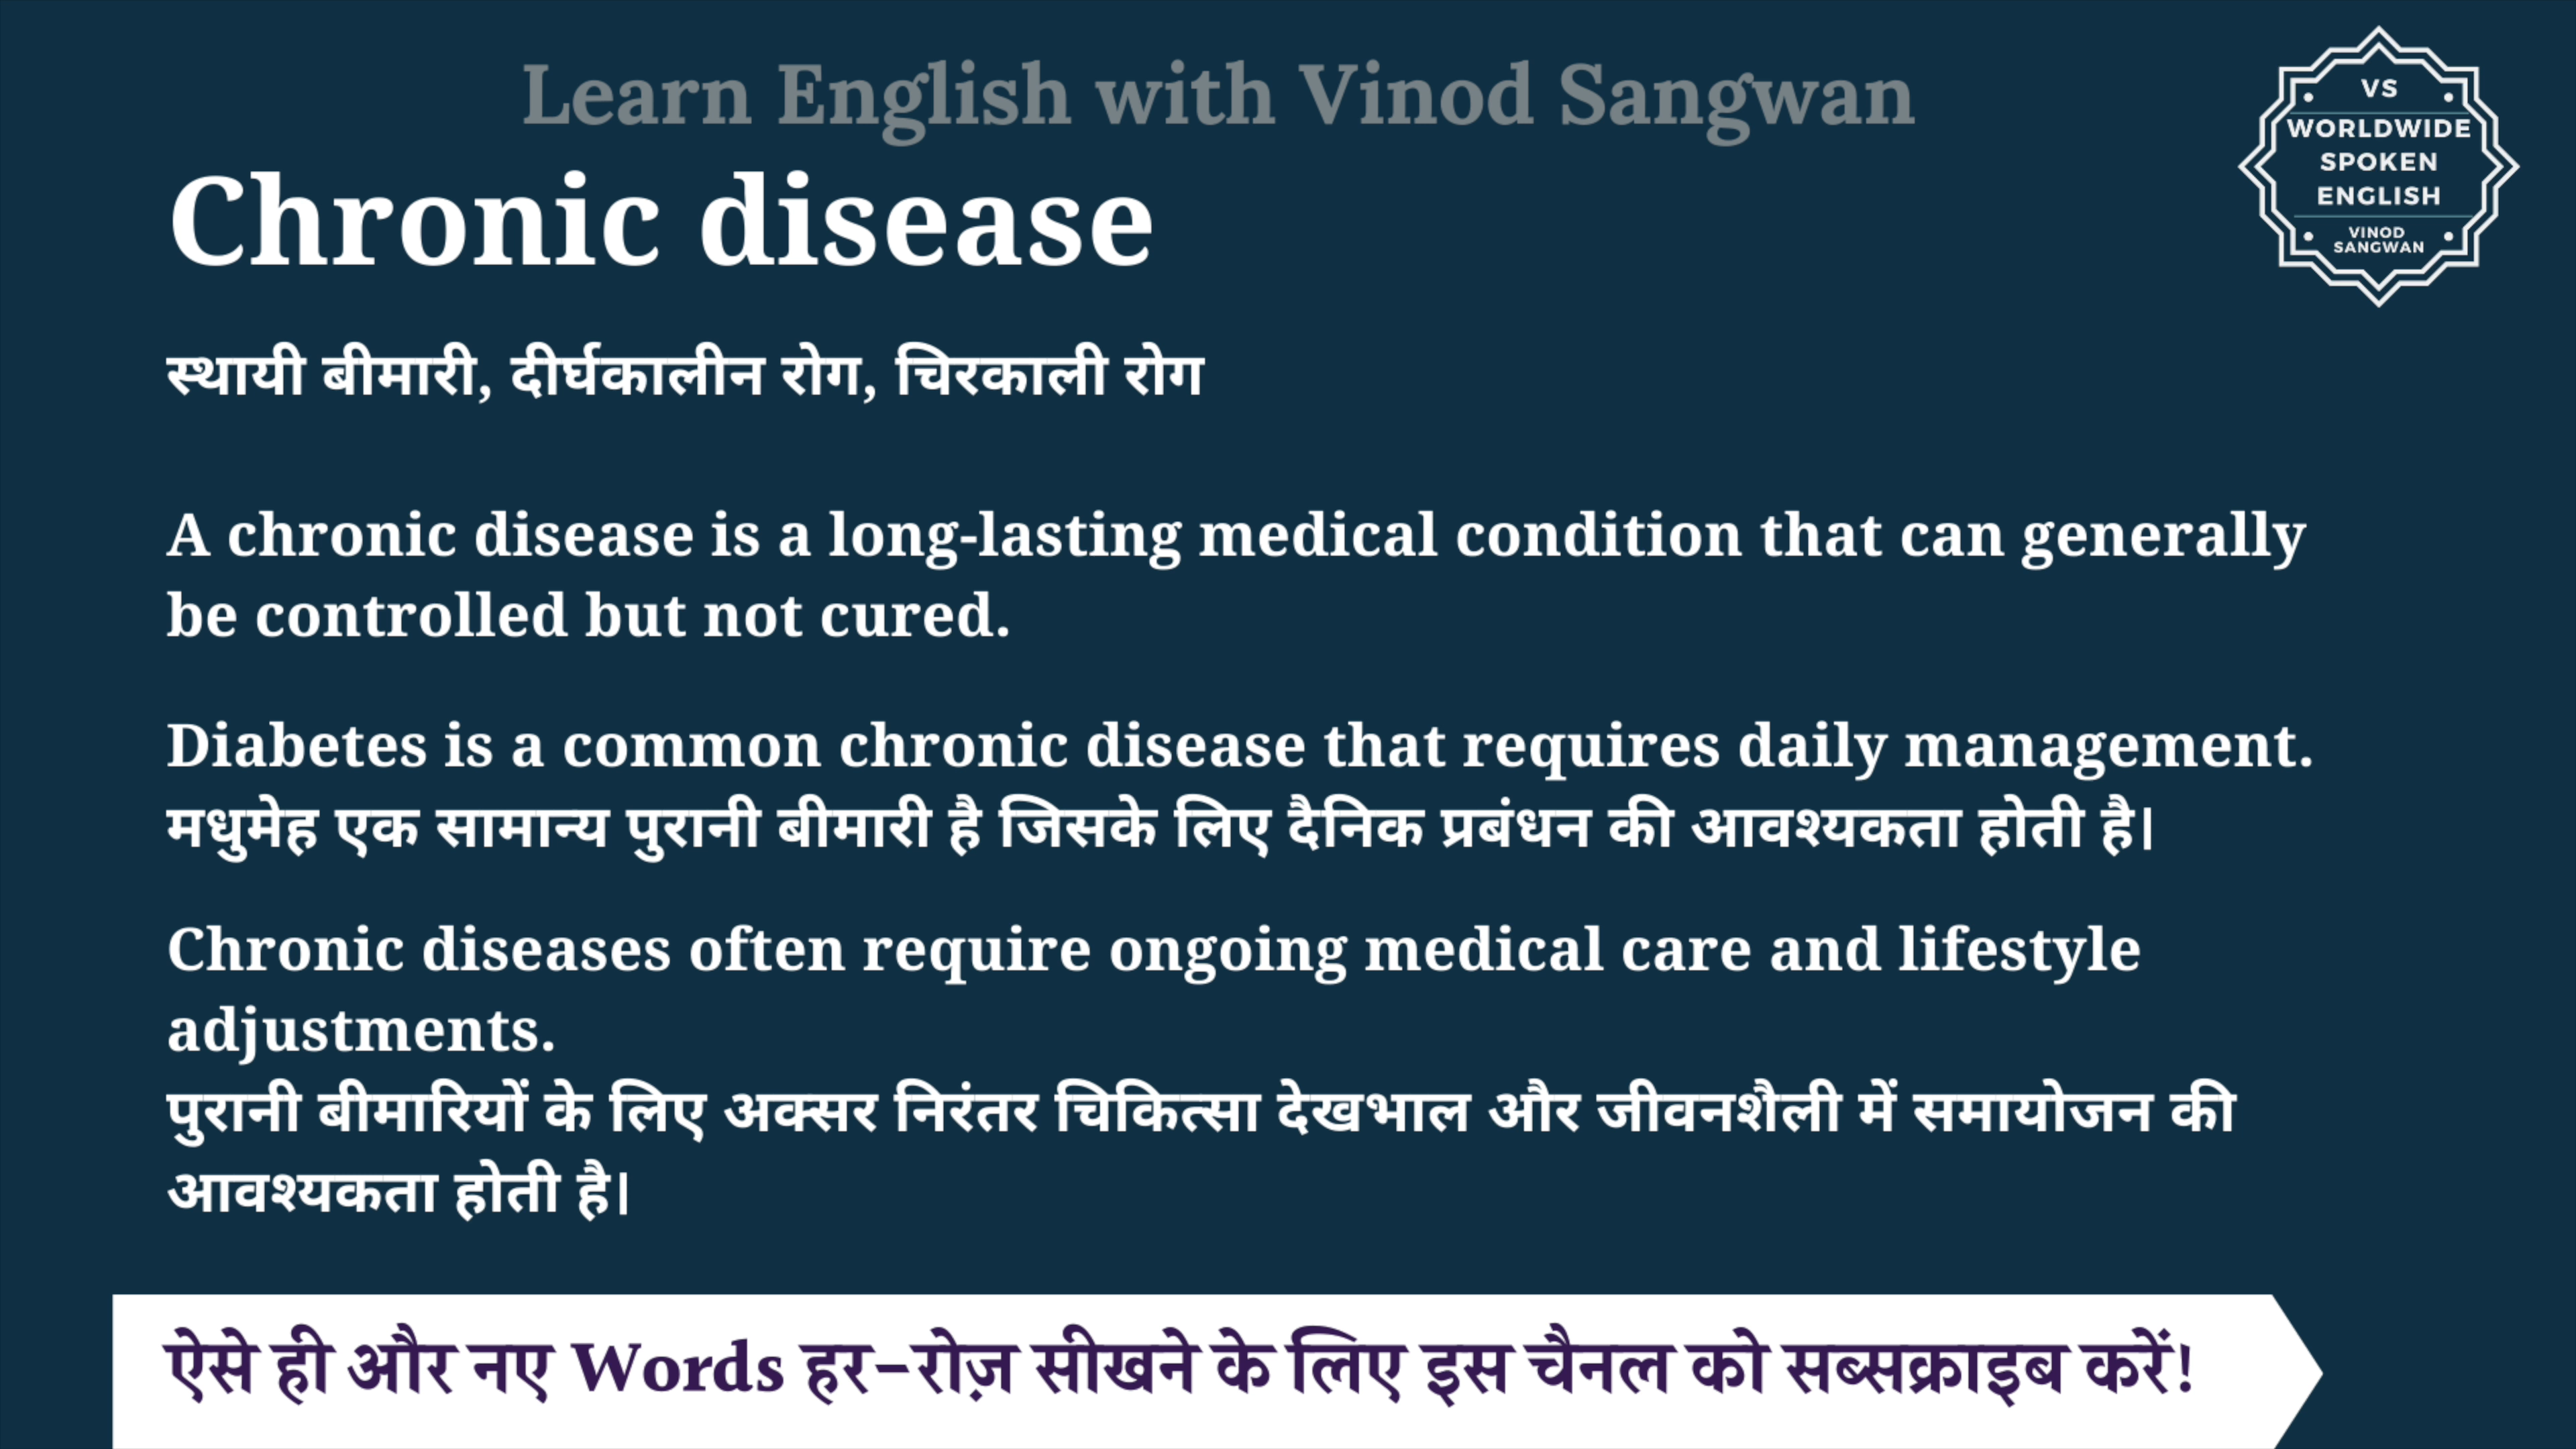 Learn English with Vinod Sangwan
VS
WORLDWIDE
SPOKEN
ENGLISH
VINOD
SANGWAN
Chronic disease
स्थायी बीमारी, दीर्घकालीन रोग, चिरकाली रोग
A chronic disease is a long-lasting medical condition that can generally
be controlled but not cured.
Diabetes is a common chronic disease that requires daily management.
मधुमेह एक सामान्य पुरानी बीमारी है जिसके लिए दैनिक प्रबंधन की आवश्यकता होती है।
Chronic diseases often require ongoing medical care and lifestyle
adjustments.
पुरानी बीमारियों के लिए अक्सर निरंतर चिकित्सा देखभाल और जीवनशैली में समायोजन की
आवश्यकता होती है।
ऐसे ही और नए Words हर-रोज़ सीखने के लिए इस चैनल को सब्सक्राइब करें!